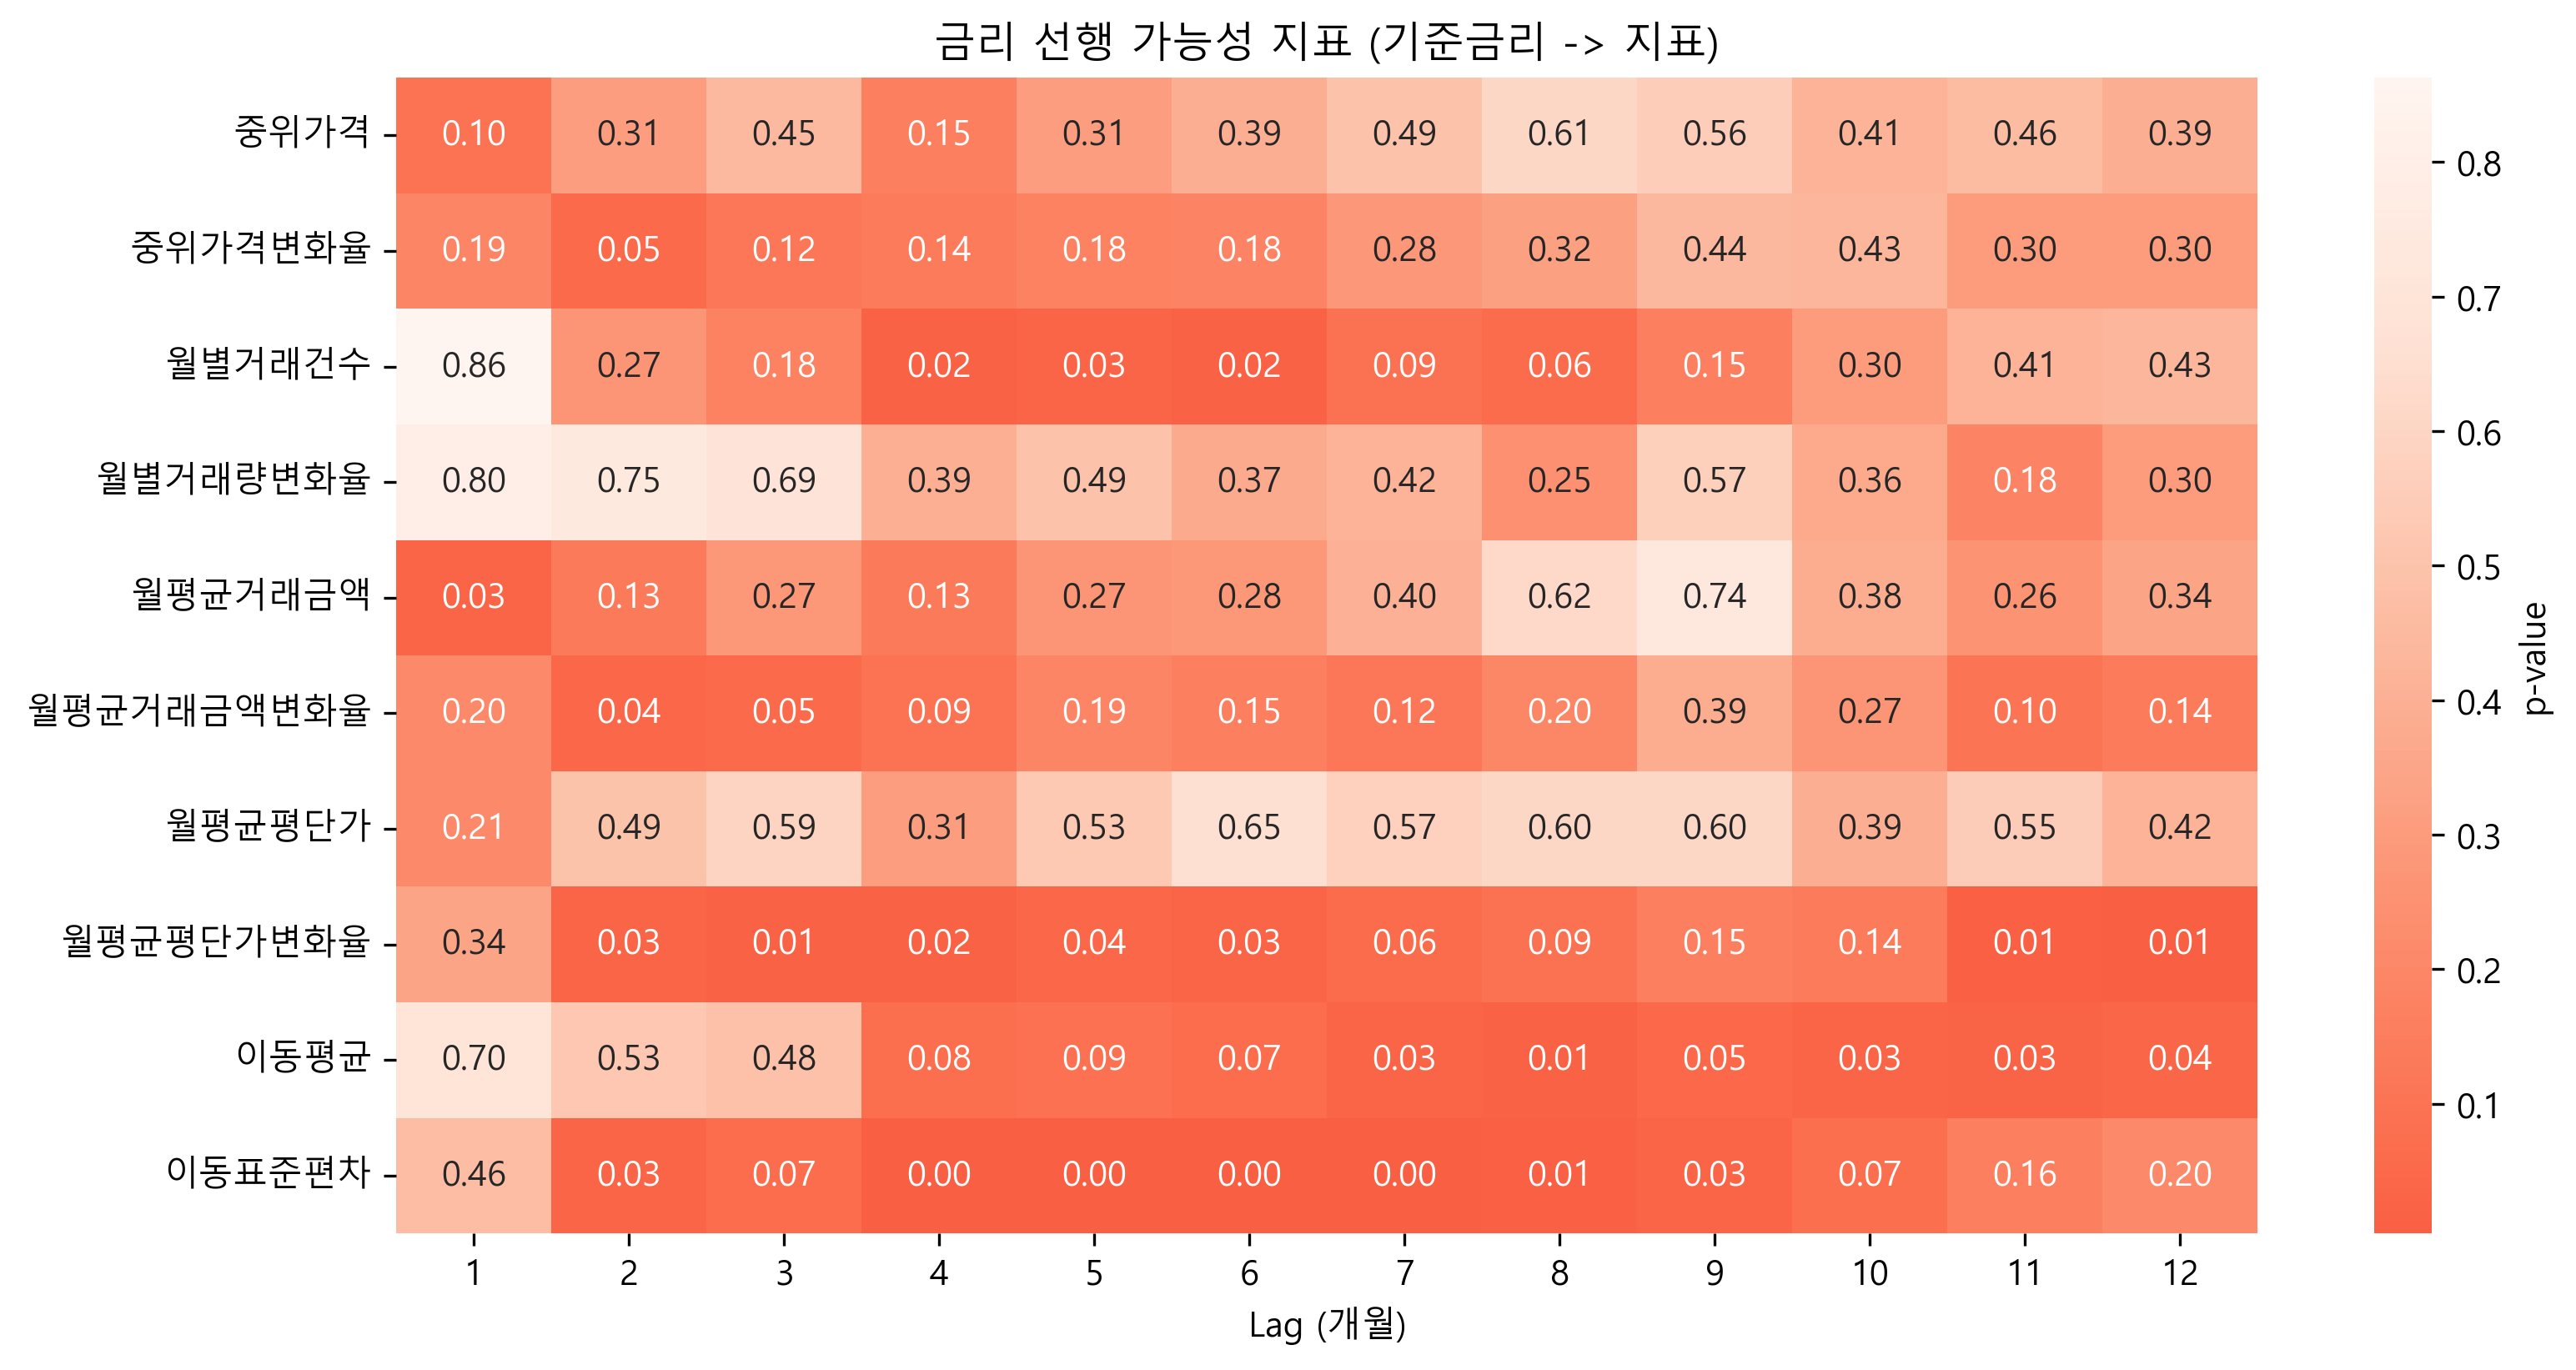 금리 선행 가능성 지표 (기준금리 -> 지표)
중위가격 0.10 0.31 0.45 0.15 0.31 0.39 0.49 0.61 0.56 0.41 0.46 0.39
중위가격변화율 0.19 0.05 0.12 0.14 0.18 0.18 0.28 0.32 0.44 0.43 0.30 0.30
월별거래건수 0.86 0.27 0.18 0.02 0.03 0.02 0.09 0.06 0.15 0.30 0.41 0.43
월별거래량변화율 0.80 0.75 0.69 0.39 0.49 0.37 0.42 0.25 0.57 0.36 0.18 0.30
월평균거래금액 0.03 0.13 0.27 0.13 0.27 0.28 0.40 0.62 0.74 0.38 0.26 0.34
월평균거래금액변화율 0.20 0.04 0.05 0.09 0.19 0.15 0.12 0.20 0.39 0.27 0.10 0.14
월평균평단가 0.21 0.49 0.59 0.31 0.53 0.65 0.57 0.60 0.60 0.39 0.55 0.42
월평균평단가변화율 0.34 0.03 0.01 0.02 0.04 0.03 0.06 0.09 0.15 0.14 0.01 0.01
이동평균 0.70 0.53 0.48 0.08 0.09 0.07 0.03 0.01 0.05 0.03 0.03 0.04
이동표준편차 0.46 0.03 0.07 0.00 0.00 0.00 0.00 0.01 0.03 0.07 0.16 0.20
1 2 3 4 5 6 7 8 9 10 11 12
Lag (개월)
0.8
0.7
0.6
0.5
0.4
0.3
0.2
0.1
p-value